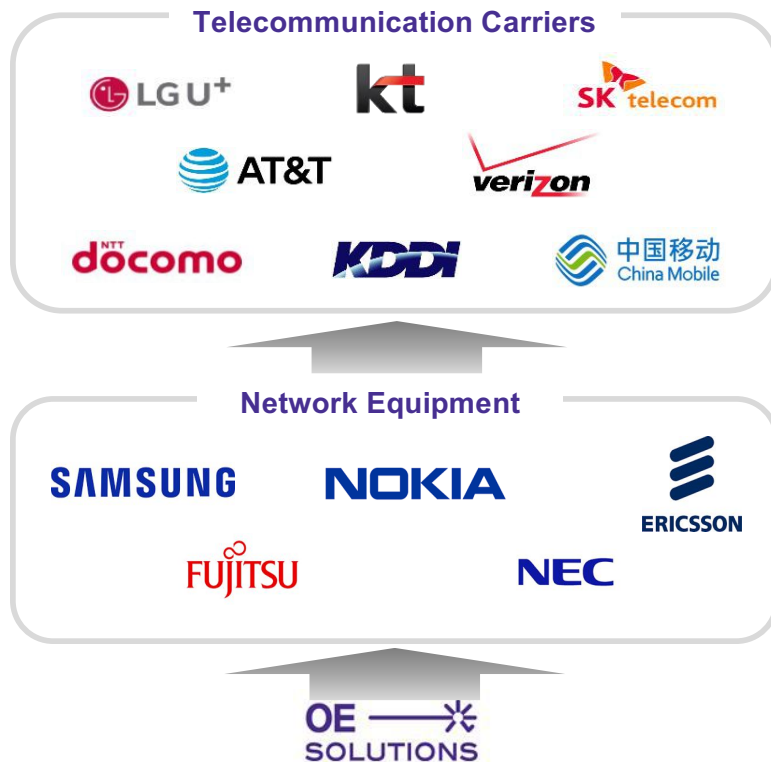 Telecommunication Carriers
LG U+
kt
SK telecom
AT&T
verizon
NTT
döcomo
KDDI
中国移动
China Mobile
Network Equipment
SAMSUNG
NOKIA
ERICSSON
FUJITSU
NEC
OE
SOLUTIONS